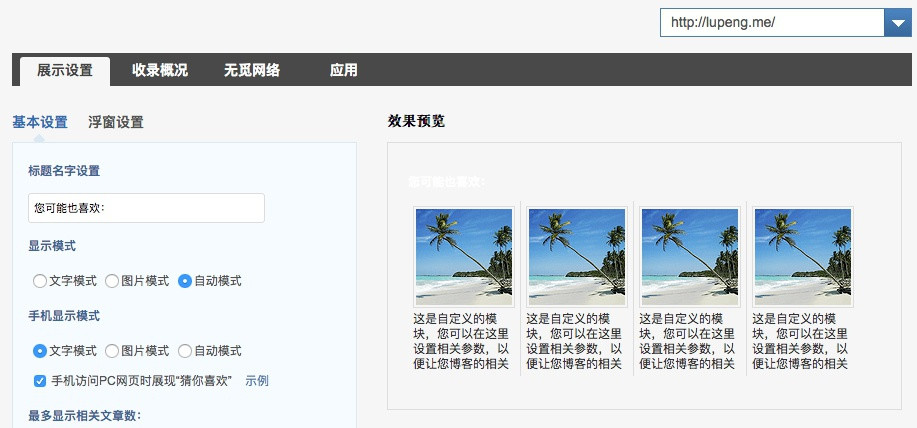 http://lupeng.me/
展示设置 收录概况 无觅网络 应用
基本设置 浮窗设置
效果预览
标题名字设置
您可能也喜欢：
显示模式
文字模式 图片模式 自动模式
手机显示模式
文字模式 图片模式 自动模式
手机访问PC网页时展现“猜你喜欢” 示例
最多显示相关文章数：
您可能也喜欢：
这是自定义的模
块，您可以在这里
设置相关参数，以
便让您博客的相关
这是自定义的模
块，您可以在这里
设置相关参数，以
便让您博客的相关
这是自定义的模
块，您可以在这里
设置相关参数，以
便让您博客的相关
这是自定义的模
块，您可以在这里
设置相关参数，以
便让您博客的相关